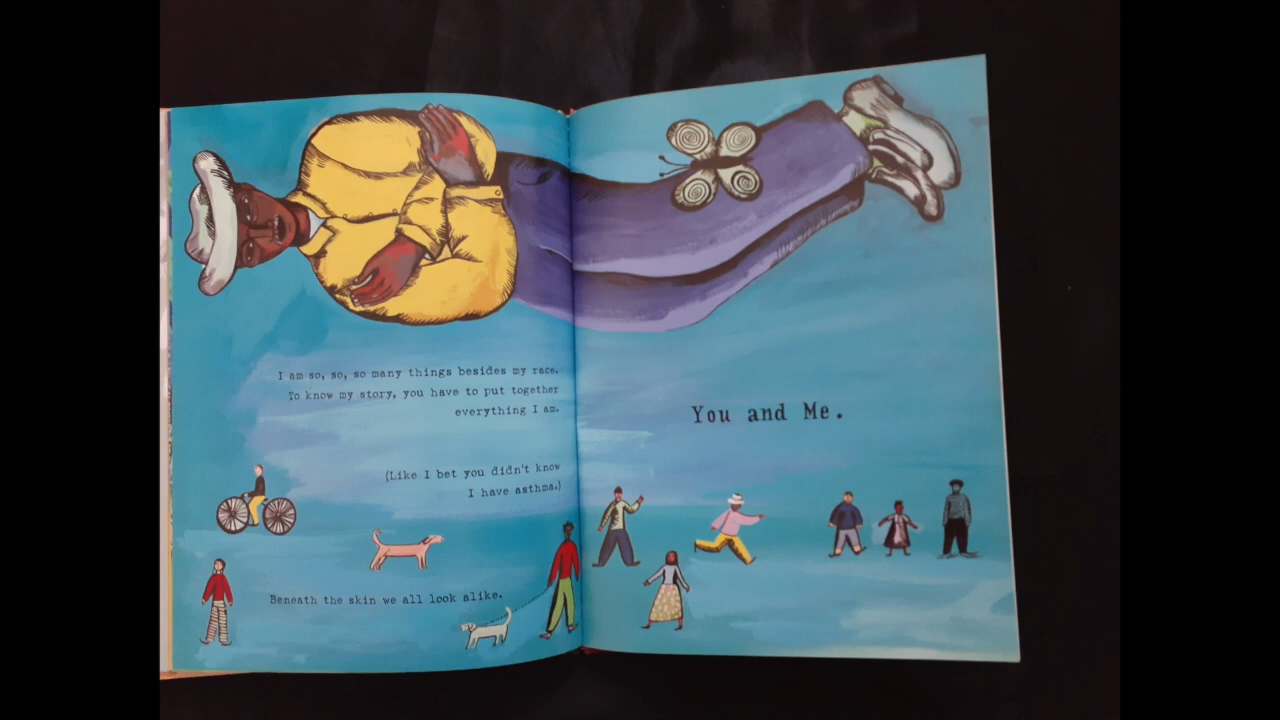 I am so, so, so many things besides my race.
To know my story, you have to put together
everything I am.
(Like I bet you didn't know
I have asthma.)
Beneath the skin we all look alike.
You and Me.